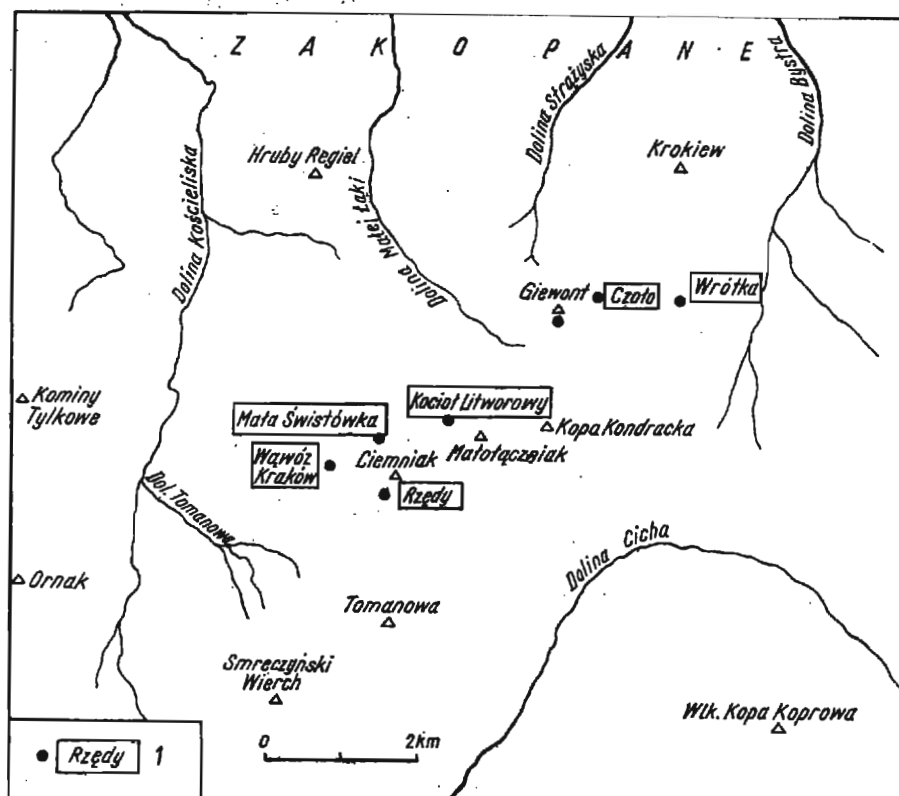 Z A K O P A N E
Dolina Strążyska
Dolina Bystra
Hruby Regiel
Krokiew
Dolina Kościeliska
Dolina Małej Łąki
Giewont
Czoło
Wrótka
Kominy
Tylkowe
Kocioł Litworowy
Mała Świstówka
Kopa Kondracka
Małołączniak
Wąwóz
Kraków
Ciemniak
Rzędy
Dol. Tomanowa
Dolina Cicha
Ornak
Tomanowa
Smreczyński
Wierch
Wlk. Kopa Koprowa
Rzędy 1
0 2km